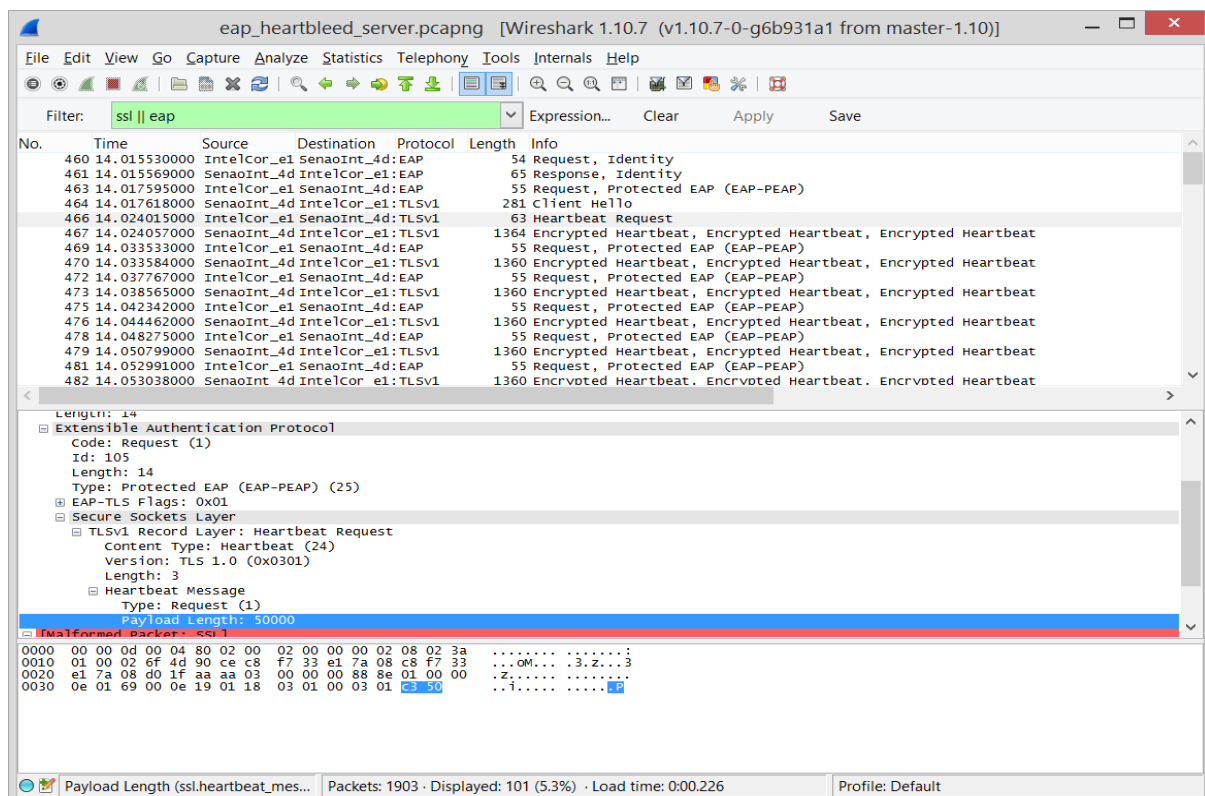 eap_heartbleed_server.pcapng [Wireshark 1.10.7 (v1.10.7-0-g6b931a1 from master-1.10)]
File Edit View Go Capture Analyze Statistics Telephony Tools Internals Help
Filter: ssl || eap Expression... Clear Apply Save
No. Time Source Destination Protocol Length Info
460 14.015530000 IntelCor_e1 SenaoInt_4d:EAP 54 Request, Identity
461 14.015569000 SenaoInt_4d IntelCor_e1:EAP 65 Response, Identity
463 14.017595000 IntelCor_e1 SenaoInt_4d:EAP 55 Request, Protected EAP (EAP-PEAP)
464 14.017618000 SenaoInt_4d IntelCor_e1:TLSv1 281 Client Hello
466 14.024015000 IntelCor_e1 SenaoInt_4d:TLSv1 63 Heartbeat Request
467 14.024057000 SenaoInt_4d IntelCor_e1:TLSv1 1364 Encrypted Heartbeat, Encrypted Heartbeat, Encrypted Heartbeat
469 14.033533000 IntelCor_e1 SenaoInt_4d:EAP 55 Request, Protected EAP (EAP-PEAP)
470 14.033584000 SenaoInt_4d IntelCor_e1:TLSv1 1360 Encrypted Heartbeat, Encrypted Heartbeat, Encrypted Heartbeat
472 14.037767000 IntelCor_e1 SenaoInt_4d:EAP 55 Request, Protected EAP (EAP-PEAP)
473 14.038565000 SenaoInt_4d IntelCor_e1:TLSv1 1360 Encrypted Heartbeat, Encrypted Heartbeat, Encrypted Heartbeat
475 14.042342000 IntelCor_e1 SenaoInt_4d:EAP 55 Request, Protected EAP (EAP-PEAP)
476 14.044462000 SenaoInt_4d IntelCor_e1:TLSv1 1360 Encrypted Heartbeat, Encrypted Heartbeat, Encrypted Heartbeat
478 14.048275000 IntelCor_e1 SenaoInt_4d:EAP 55 Request, Protected EAP (EAP-PEAP)
479 14.050799000 SenaoInt_4d IntelCor_e1:TLSv1 1360 Encrypted Heartbeat, Encrypted Heartbeat, Encrypted Heartbeat
481 14.052991000 IntelCor_e1 SenaoInt_4d:EAP 55 Request, Protected EAP (EAP-PEAP)
482 14.053038000 SenaoInt_4d IntelCor_e1:TLSv1 1360 Encrypted Heartbeat, Encrypted Heartbeat, Encrypted Heartbeat
Length: 14
Extensible Authentication Protocol
Code: Request (1)
Id: 105
Length: 14
Type: Protected EAP (EAP-PEAP) (25)
EAP-TLS Flags: 0x01
Secure Sockets Layer
TLSv1 Record Layer: Heartbeat Request
Content Type: Heartbeat (24)
Version: TLS 1.0 (0x0301)
Length: 3
Heartbeat Message
Type: Request (1)
Payload Length: 50000
[Malformed Packet: SSL]
0000 00 00 0d 00 04 80 02 00 02 00 00 00 02 08 02 3a ........ .......:
0010 01 00 02 6f 4d 90 ce c8 f7 33 e1 7a 08 c8 f7 33 ...oM... .3.z...3
0020 e1 7a 08 d0 1f aa aa 03 00 00 00 88 8e 01 00 00 .z...... ........
0030 0e 01 69 00 0e 19 01 18 03 01 00 03 01 c3 50 ..i..... ......P
Payload Length (ssl.heartbeat_mes... Packets: 1903 · Displayed: 101 (5.3%) · Load time: 0:00.226 Profile: Default